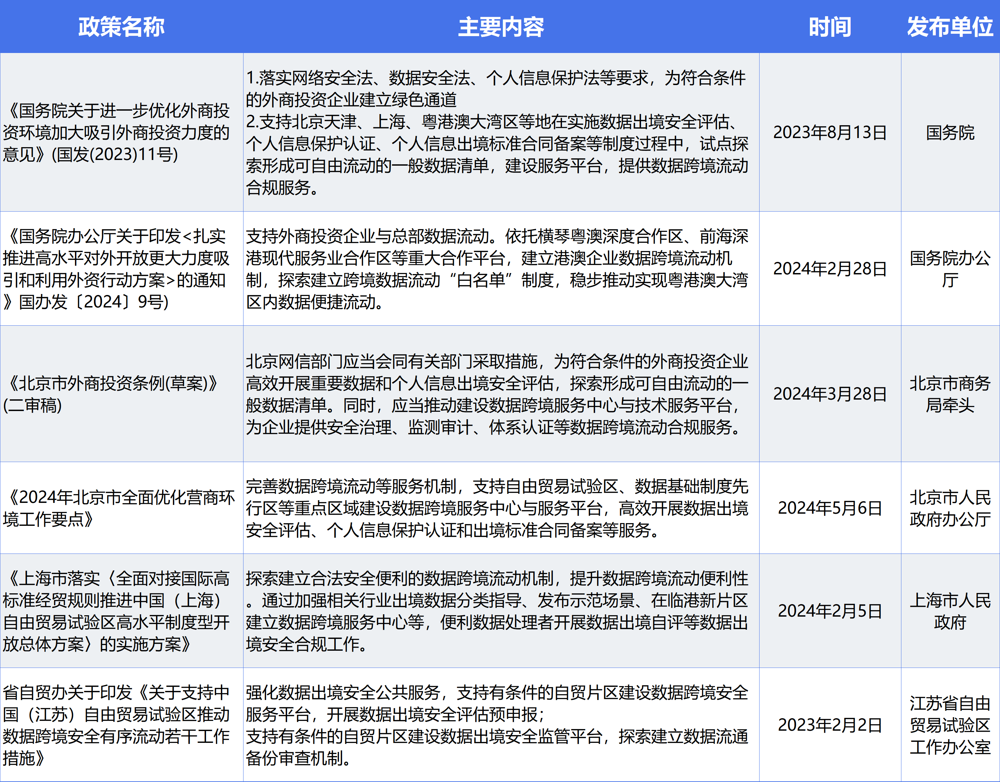 政策名称
主要内容
时间
发布单位
《国务院关于进一步优化外商投
资环境加大吸引外商投资力度的
意见》(国发(2023)11号)
1.落实网络安全法、数据安全法、个人信息保护法等要求，为符合条件
的外商投资企业建立绿色通道
2.支持北京天津、上海、粤港澳大湾区等地在实施数据出境安全评估、
个人信息保护认证、个人信息出境标准合同备案等制度过程中，试点探
索形成可自由流动的一般数据清单，建设服务平台，提供数据跨境流动
合规服务。
2023年8月13日
国务院
《国务院办公厅关于印发<扎实
推进高水平对外开放更大力度吸
引和利用外资行动方案>的通知
》国办发〔2024〕9号)
支持外商投资企业与总部数据流动。依托横琴粤澳深度合作区、前海深
港现代服务业合作区等重大合作平台，建立港澳企业数据跨境流动机
制，探索建立跨境数据流动“白名单”制度，稳步推动实现粤港澳大湾
区内数据便捷流动。
2024年2月28日
国务院办公
厅
《北京市外商投资条例(草案)》
(二审稿)
北京网信部门应当会同有关部门采取措施，为符合条件的外商投资企业
高效开展重要数据和个人信息出境安全评估，探索形成可自由流动的一
般数据清单。同时，应当推动建设数据跨境服务中心与技术服务平台，
为企业提供安全治理、监测审计、体系认证等数据跨境流动合规服务。
2024年3月28日
北京市商务
局牵头
《2024年北京市全面优化营商环
境工作要点》
完善数据跨境流动等服务机制，支持自由贸易试验区、数据基础制度先
行区等重点区域建设数据跨境服务中心与服务平台，高效开展数据出境
安全评估、个人信息保护认证和出境标准合同备案等服务。
2024年5月6日
北京市人民
政府办公厅
《上海市落实〈全面对接国际高
标准经贸规则推进中国（上海）
自由贸易试验区高水平制度型开
放总体方案〉的实施方案》
探索建立合法安全便利的数据跨境流动机制，提升数据跨境流动便利性
。通过加强相关行业出境数据分类指导、发布示范场景、在临港新片区
建立数据跨境服务中心等，便利数据处理者开展数据出境自评等数据出
境安全合规工作。
2024年2月5日
上海市人民
政府
省自贸办关于印发《关于支持中
国（江苏）自由贸易试验区推动
数据跨境安全有序流动若干工作
措施》
强化数据出境安全公共服务，支持有条件的自贸片区建设数据跨境安全
服务平台，开展数据出境安全评估预申报；
支持有条件的自贸片区建设数据出境安全监管平台，探索建立数据流通
备份审查机制。
2023年2月2日
江苏省自由
贸易试验区
工作办公室